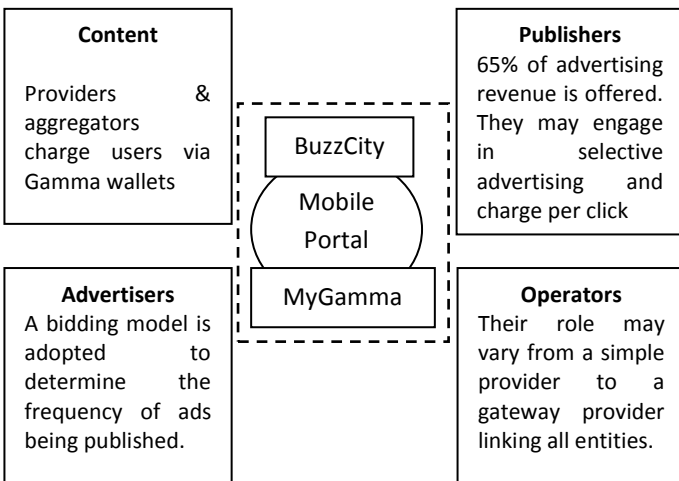 Content
Providers &
aggregators
charge users via
Gamma wallets
Publishers
65% of advertising
revenue is offered.
They may engage
in selective
advertising and
charge per click
BuzzCity
Mobile
Portal
MyGamma
Advertisers
A bidding model is
adopted to
determine the
frequency of ads
being published.
Operators
Their role may
vary from a simple
provider to a
gateway provider
linking all entities.